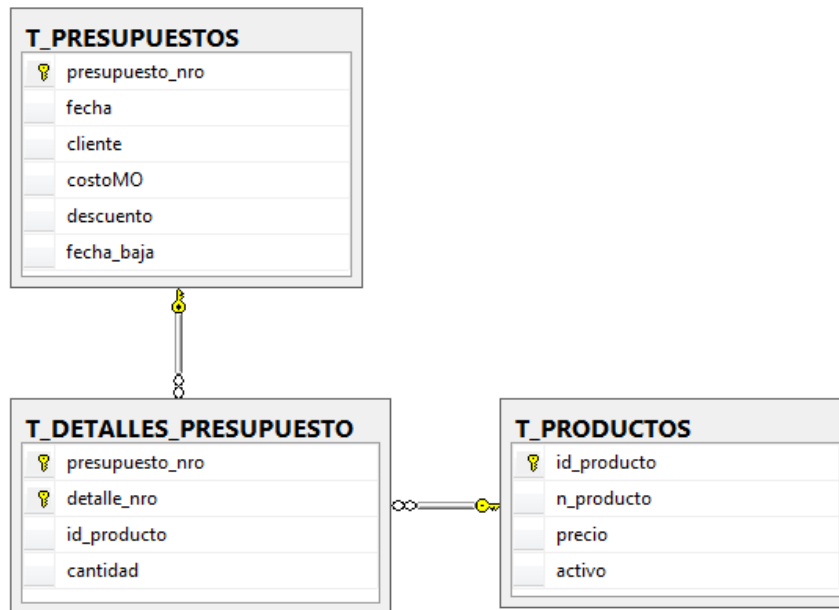 T_PRESUPUESTOS
presupuesto_nro
fecha
cliente
costoMO
descuento
fecha_baja
T_DETALLES_PRESUPUESTO
presupuesto_nro
detalle_nro
id_producto
cantidad
T_PRODUCTOS
id_producto
n_producto
precio
activo